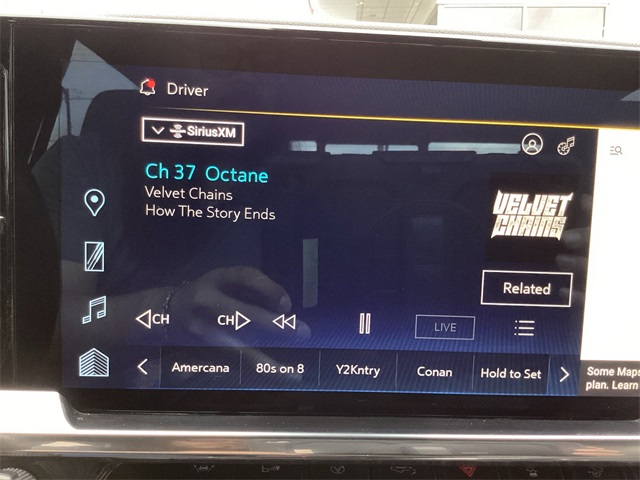 Driver
SiriusXM
Ch 37 Octane
Velvet Chains
How The Story Ends
VELVET
CHAINS
Related
CH
CH
LIVE
Amercana
80s on 8
Y2Kntry
Conan
Hold to Set
Some Maps
plan. Learn